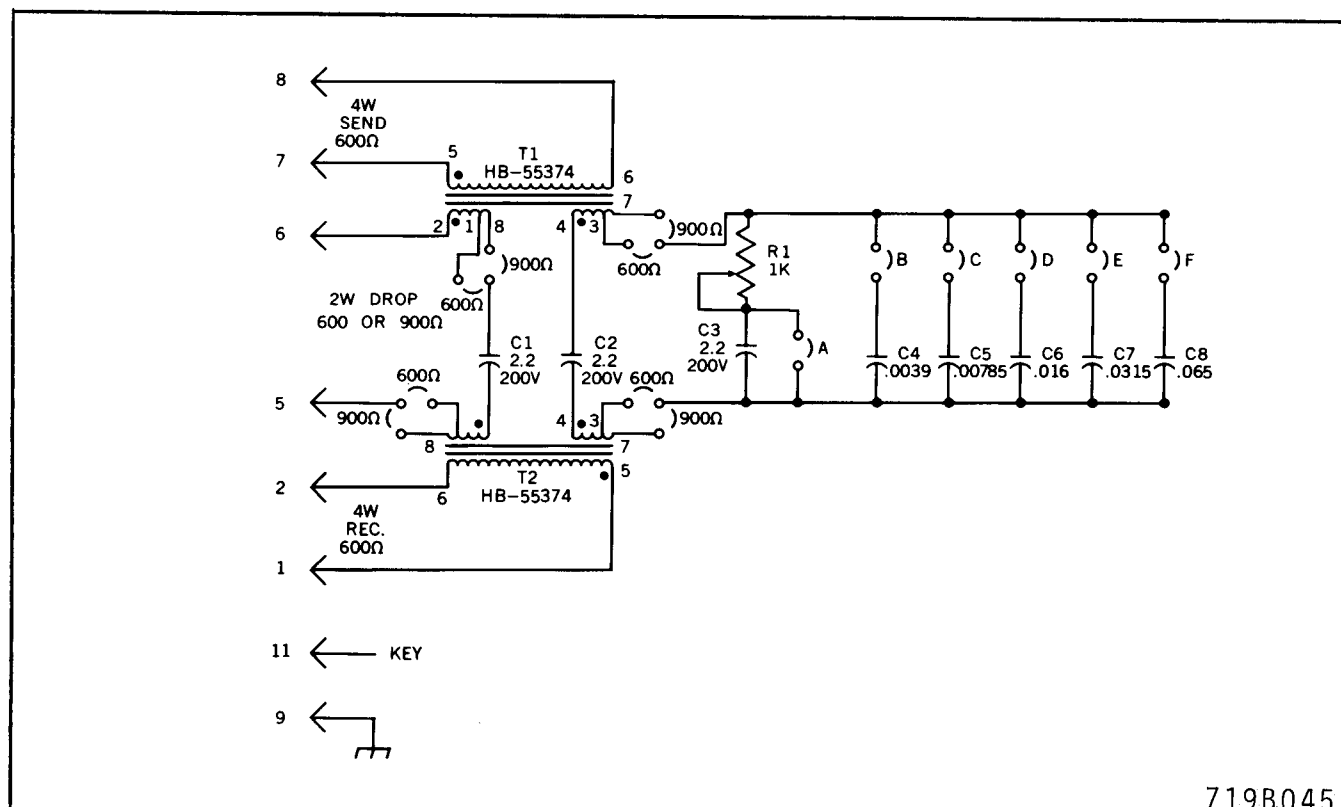 8
4W
SEND
600Ω
7
5
T1
HB-55374
6
7
6
2
1
8
4
3
)900Ω
600Ω
)900Ω
600Ω
2W DROP
600 OR 900Ω
R1
1K
)B
)C
)D
)E
)F
C1
2.2
200V
C2
2.2
200V
C3
2.2
200V
)A
C4
.0039
C5
.00785
C6
.016
C7
.0315
C8
.065
5
600Ω
900Ω(
8
4
3
600Ω
)900Ω
7
2
6
T2
HB-55374
5
4W
REC.
600Ω
1
11
KEY
9
719B045